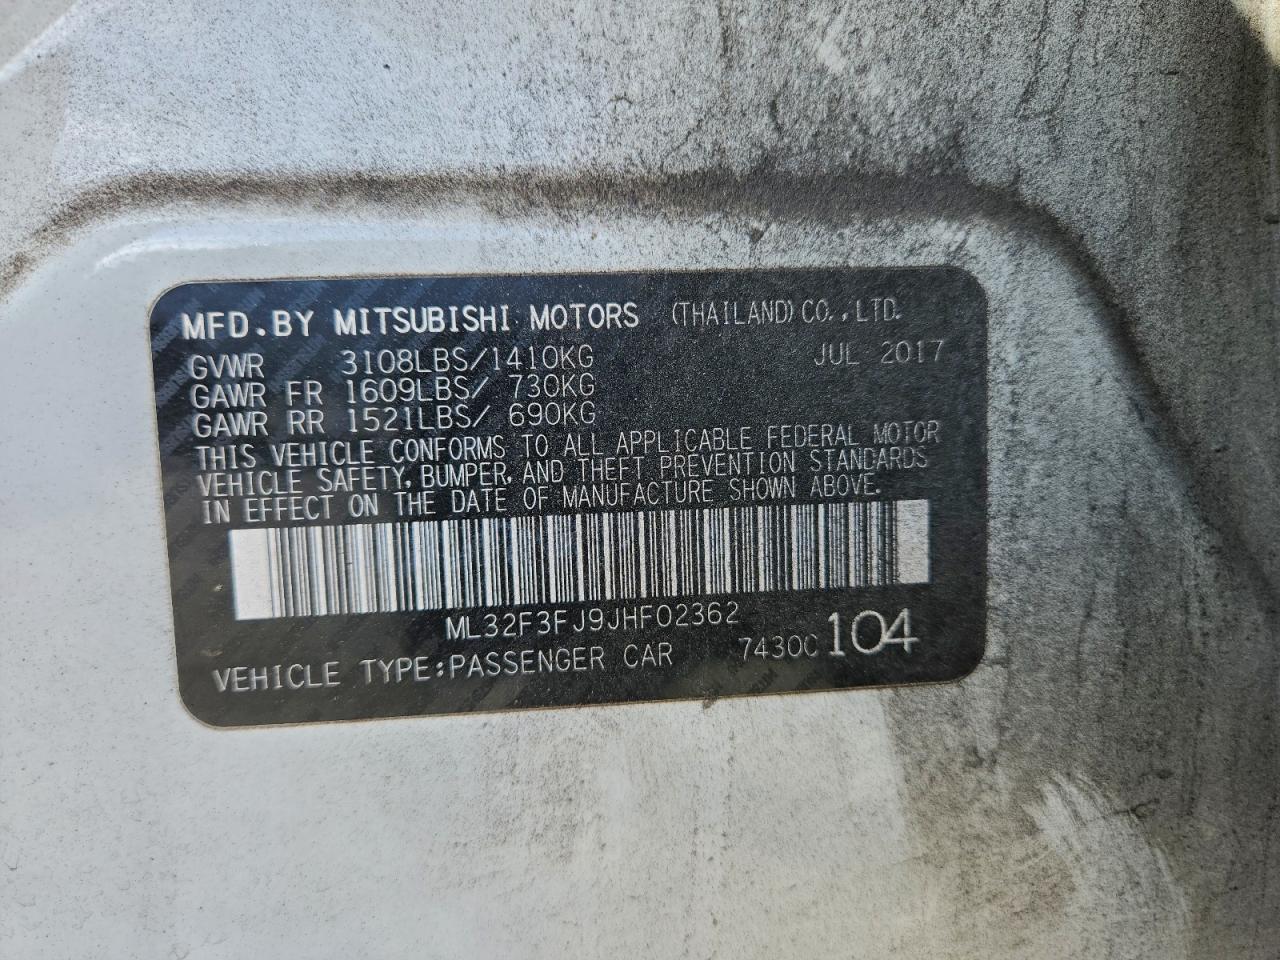 MFD.BY MITSUBISHI MOTORS (THAILAND) CO.,LTD.
GVWR 3108LBS/1410KG JUL 2017
GAWR FR 1609LBS/ 730KG
GAWR RR 1521LBS/ 690KG
THIS VEHICLE CONFORMS TO ALL APPLICABLE FEDERAL MOTOR
VEHICLE SAFETY, BUMPER, AND THEFT PREVENTION STANDARDS
IN EFFECT ON THE DATE OF MANUFACTURE SHOWN ABOVE.
ML32F3FJ9JHF02362
VEHICLE TYPE:PASSENGER CAR 7430C 104